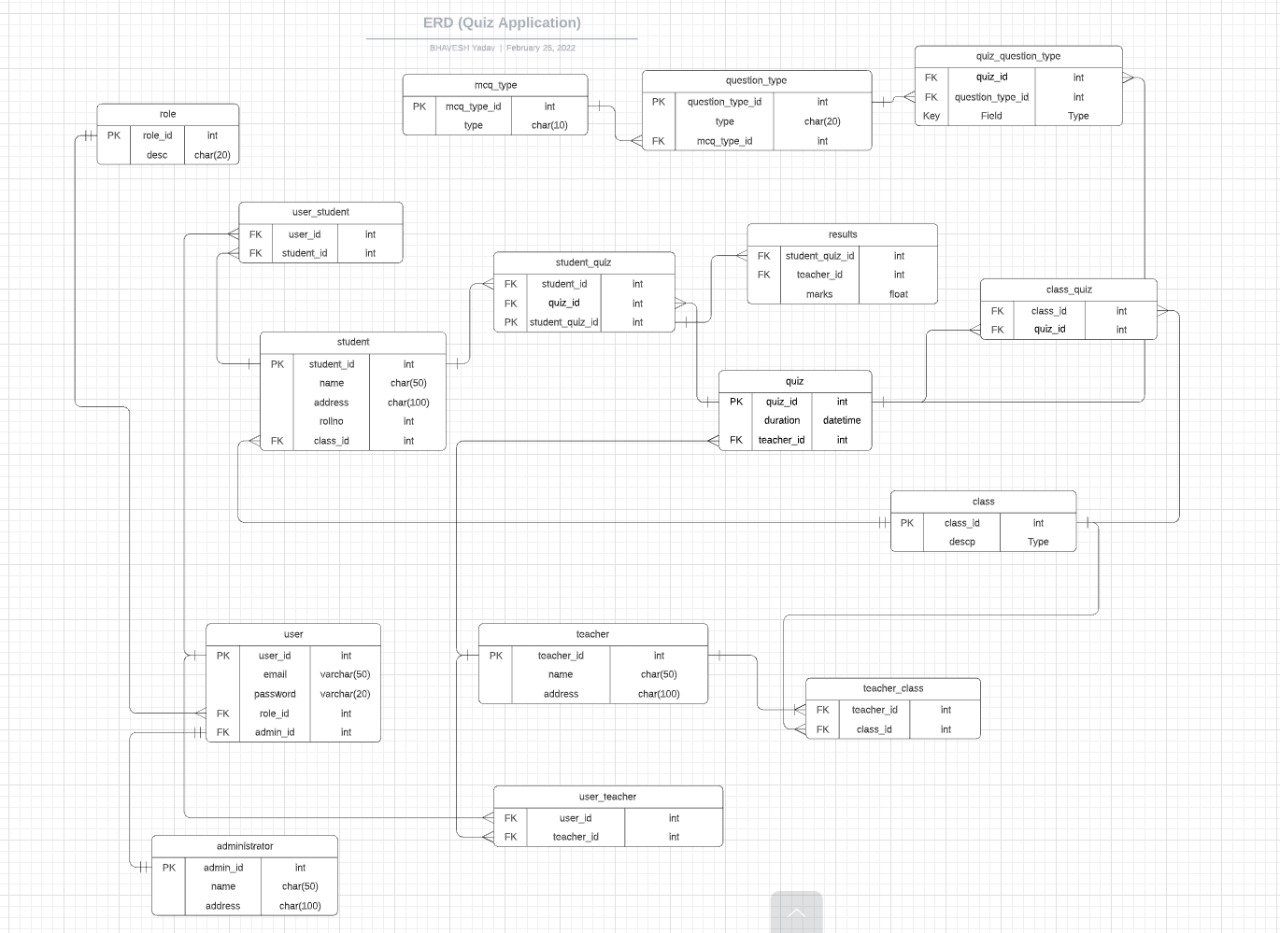 ERD (Quiz Application)
BHAVESH Yadav | February 25, 2022
quiz_question_type
FK quiz_id int
FK question_type_id int
Key Field Type
mcq_type
PK mcq_type_id int
type char(10)
question_type
PK question_type_id int
type char(20)
FK mcq_type_id int
role
PK role_id int
desc char(20)
user_student
FK user_id int
FK student_id int
results
FK student_quiz_id int
FK teacher_id int
marks float
student_quiz
FK student_id int
FK quiz_id int
PK student_quiz_id int
class_quiz
FK class_id int
FK quiz_id int
student
PK student_id int
name char(50)
address char(100)
rollno int
FK class_id int
quiz
PK quiz_id int
duration datetime
FK teacher_id int
class
PK class_id int
descp Type
user
PK user_id int
email varchar(50)
password varchar(20)
FK role_id int
FK admin_id int
teacher
PK teacher_id int
name char(50)
address char(100)
teacher_class
FK teacher_id int
FK class_id int
user_teacher
FK user_id int
FK teacher_id int
administrator
PK admin_id int
name char(50)
address char(100)